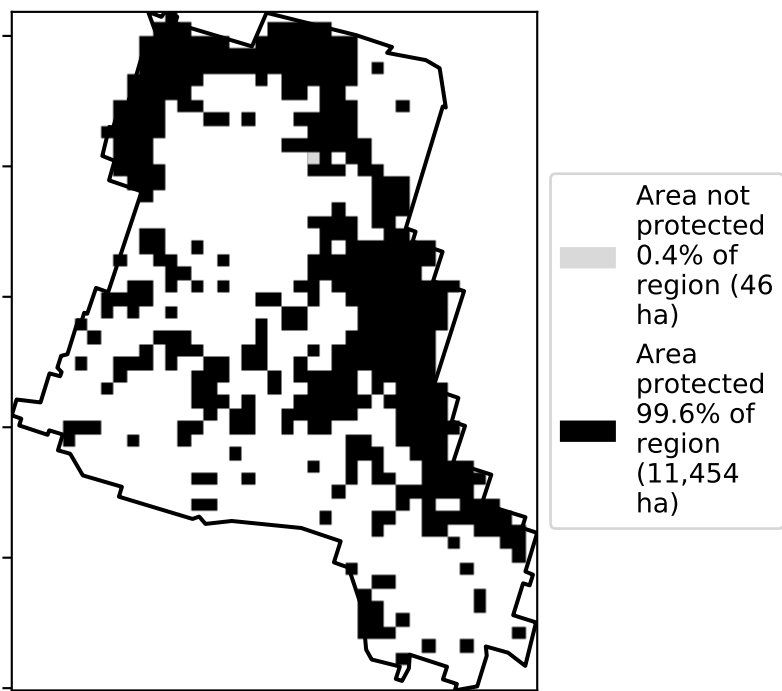 Area not
protected
0.4% of
region (46
ha)
Area
protected
99.6% of
region
(11,454
ha)